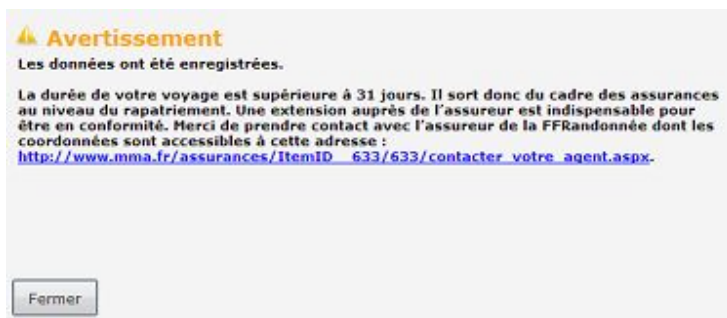 Avertissement
Les données ont été enregistrées.
La durée de votre voyage est supérieure à 31 jours. Il sort donc du cadre des assurances
au niveau du rapatriement. Une extension auprès de l'assureur est indispensable pour
être en conformité. Merci de prendre contact avec l'assureur de la FFRandonnée dont les
coordonnées sont accessibles à cette adresse :
http://www.mma.fr/assurances/ItemID__633/633/contacter_votre_agent.aspx.
Fermer